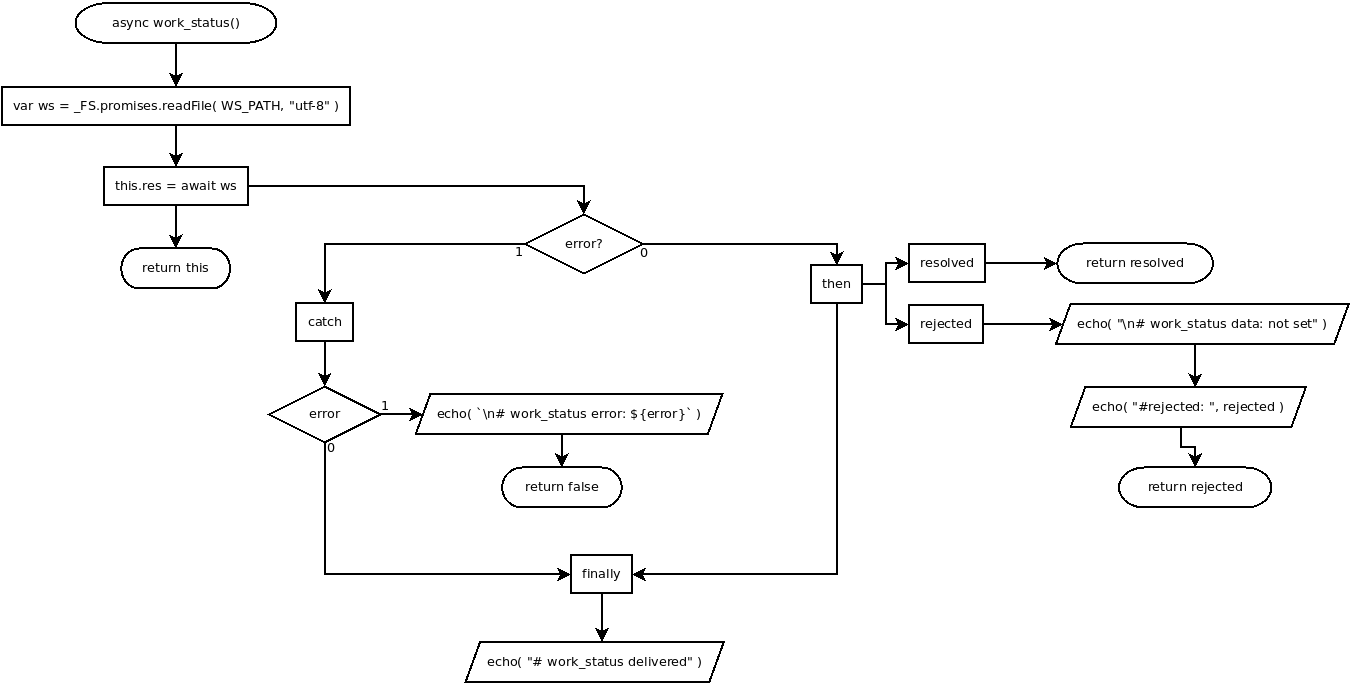 async work_status()
var ws = _FS.promises.readFile( WS_PATH, "utf-8" )
this.res = await ws
return this
error?
1
0
catch
then
resolved
return resolved
rejected
echo( "\n# work_status data: not set" )
echo( "#rejected: ", rejected )
return rejected
error
1
0
echo( `\n# work_status error: ${error}` )
return false
finally
echo( "# work_status delivered" )